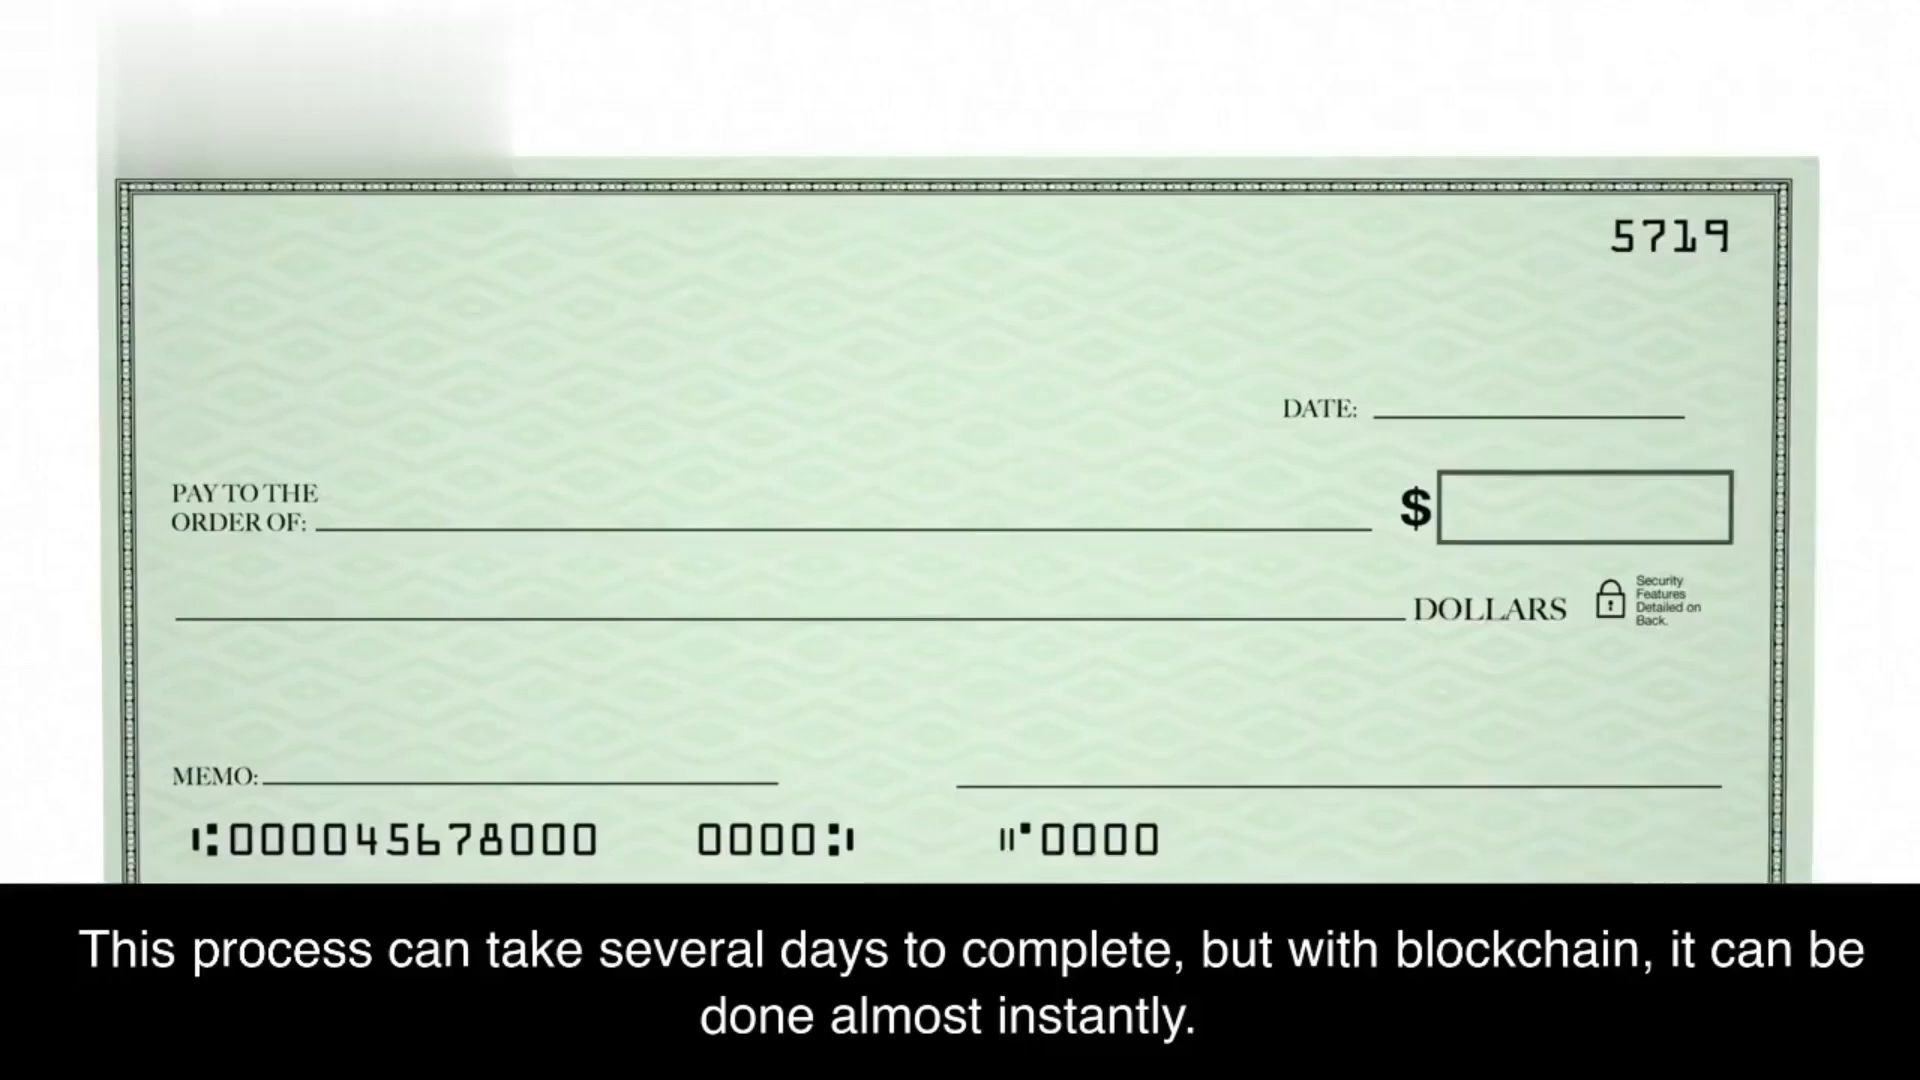 5719
DATE:
PAY TO THE
ORDER OF:
$
DOLLARS
Security
Features
Detailed on
Back.
MEMO:
⑆000045678000 0000⑆ ⑈0000
This process can take several days to complete, but with blockchain, it can be
done almost instantly.